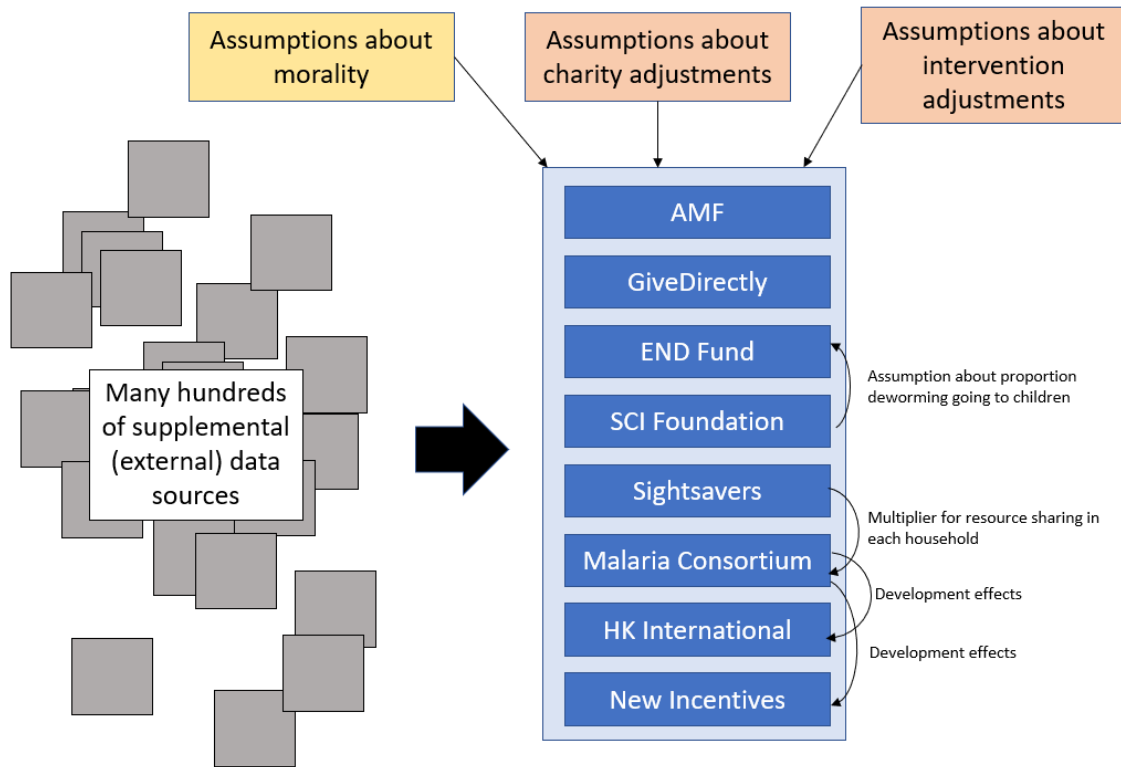 Assumptions about
morality
Assumptions about
charity adjustments
Assumptions about
intervention
adjustments
Many hundreds
of supplemental
(external) data
sources
AMF
GiveDirectly
END Fund
SCI Foundation
Sightsavers
Malaria Consortium
HK International
New Incentives
Assumption about proportion
deworming going to children
Multiplier for resource sharing in
each household
Development effects
Development effects